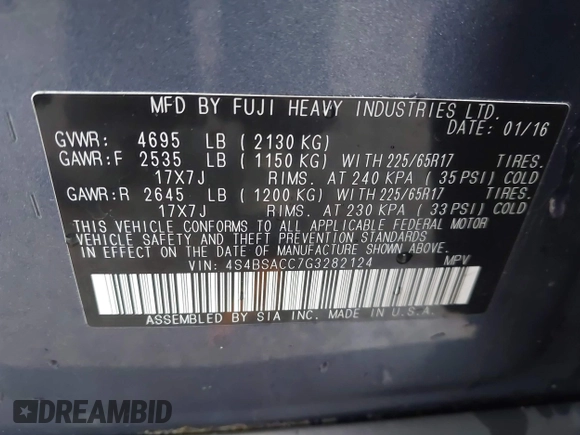 MFD BY FUJI HEAVY INDUSTRIES LTD.
DATE: 01/16
GVWR: 4695 LB (2130 KG)
GAWR:F 2535 LB (1150 KG) WITH 225/65R17 TIRES.
17X7J RIMS. AT 240 KPA (35 PSI) COLD
GAWR:R 2645 LB (1200 KG) WITH 225/65R17 TIRES.
17X7J RIMS. AT 230 KPA (33 PSI) COLD
THIS VEHICLE CONFORMS TO ALL APPLICABLE FEDERAL MOTOR
VEHICLE SAFETY AND THEFT PREVENTION STANDARDS
IN EFFECT ON THE DATE OF MANUFACTURE SHOWN ABOVE.
VIN: 4S4BSACC7G3282124 MPV
ASSEMBLED BY SIA INC. MADE IN U.S.A.
DREAMBID